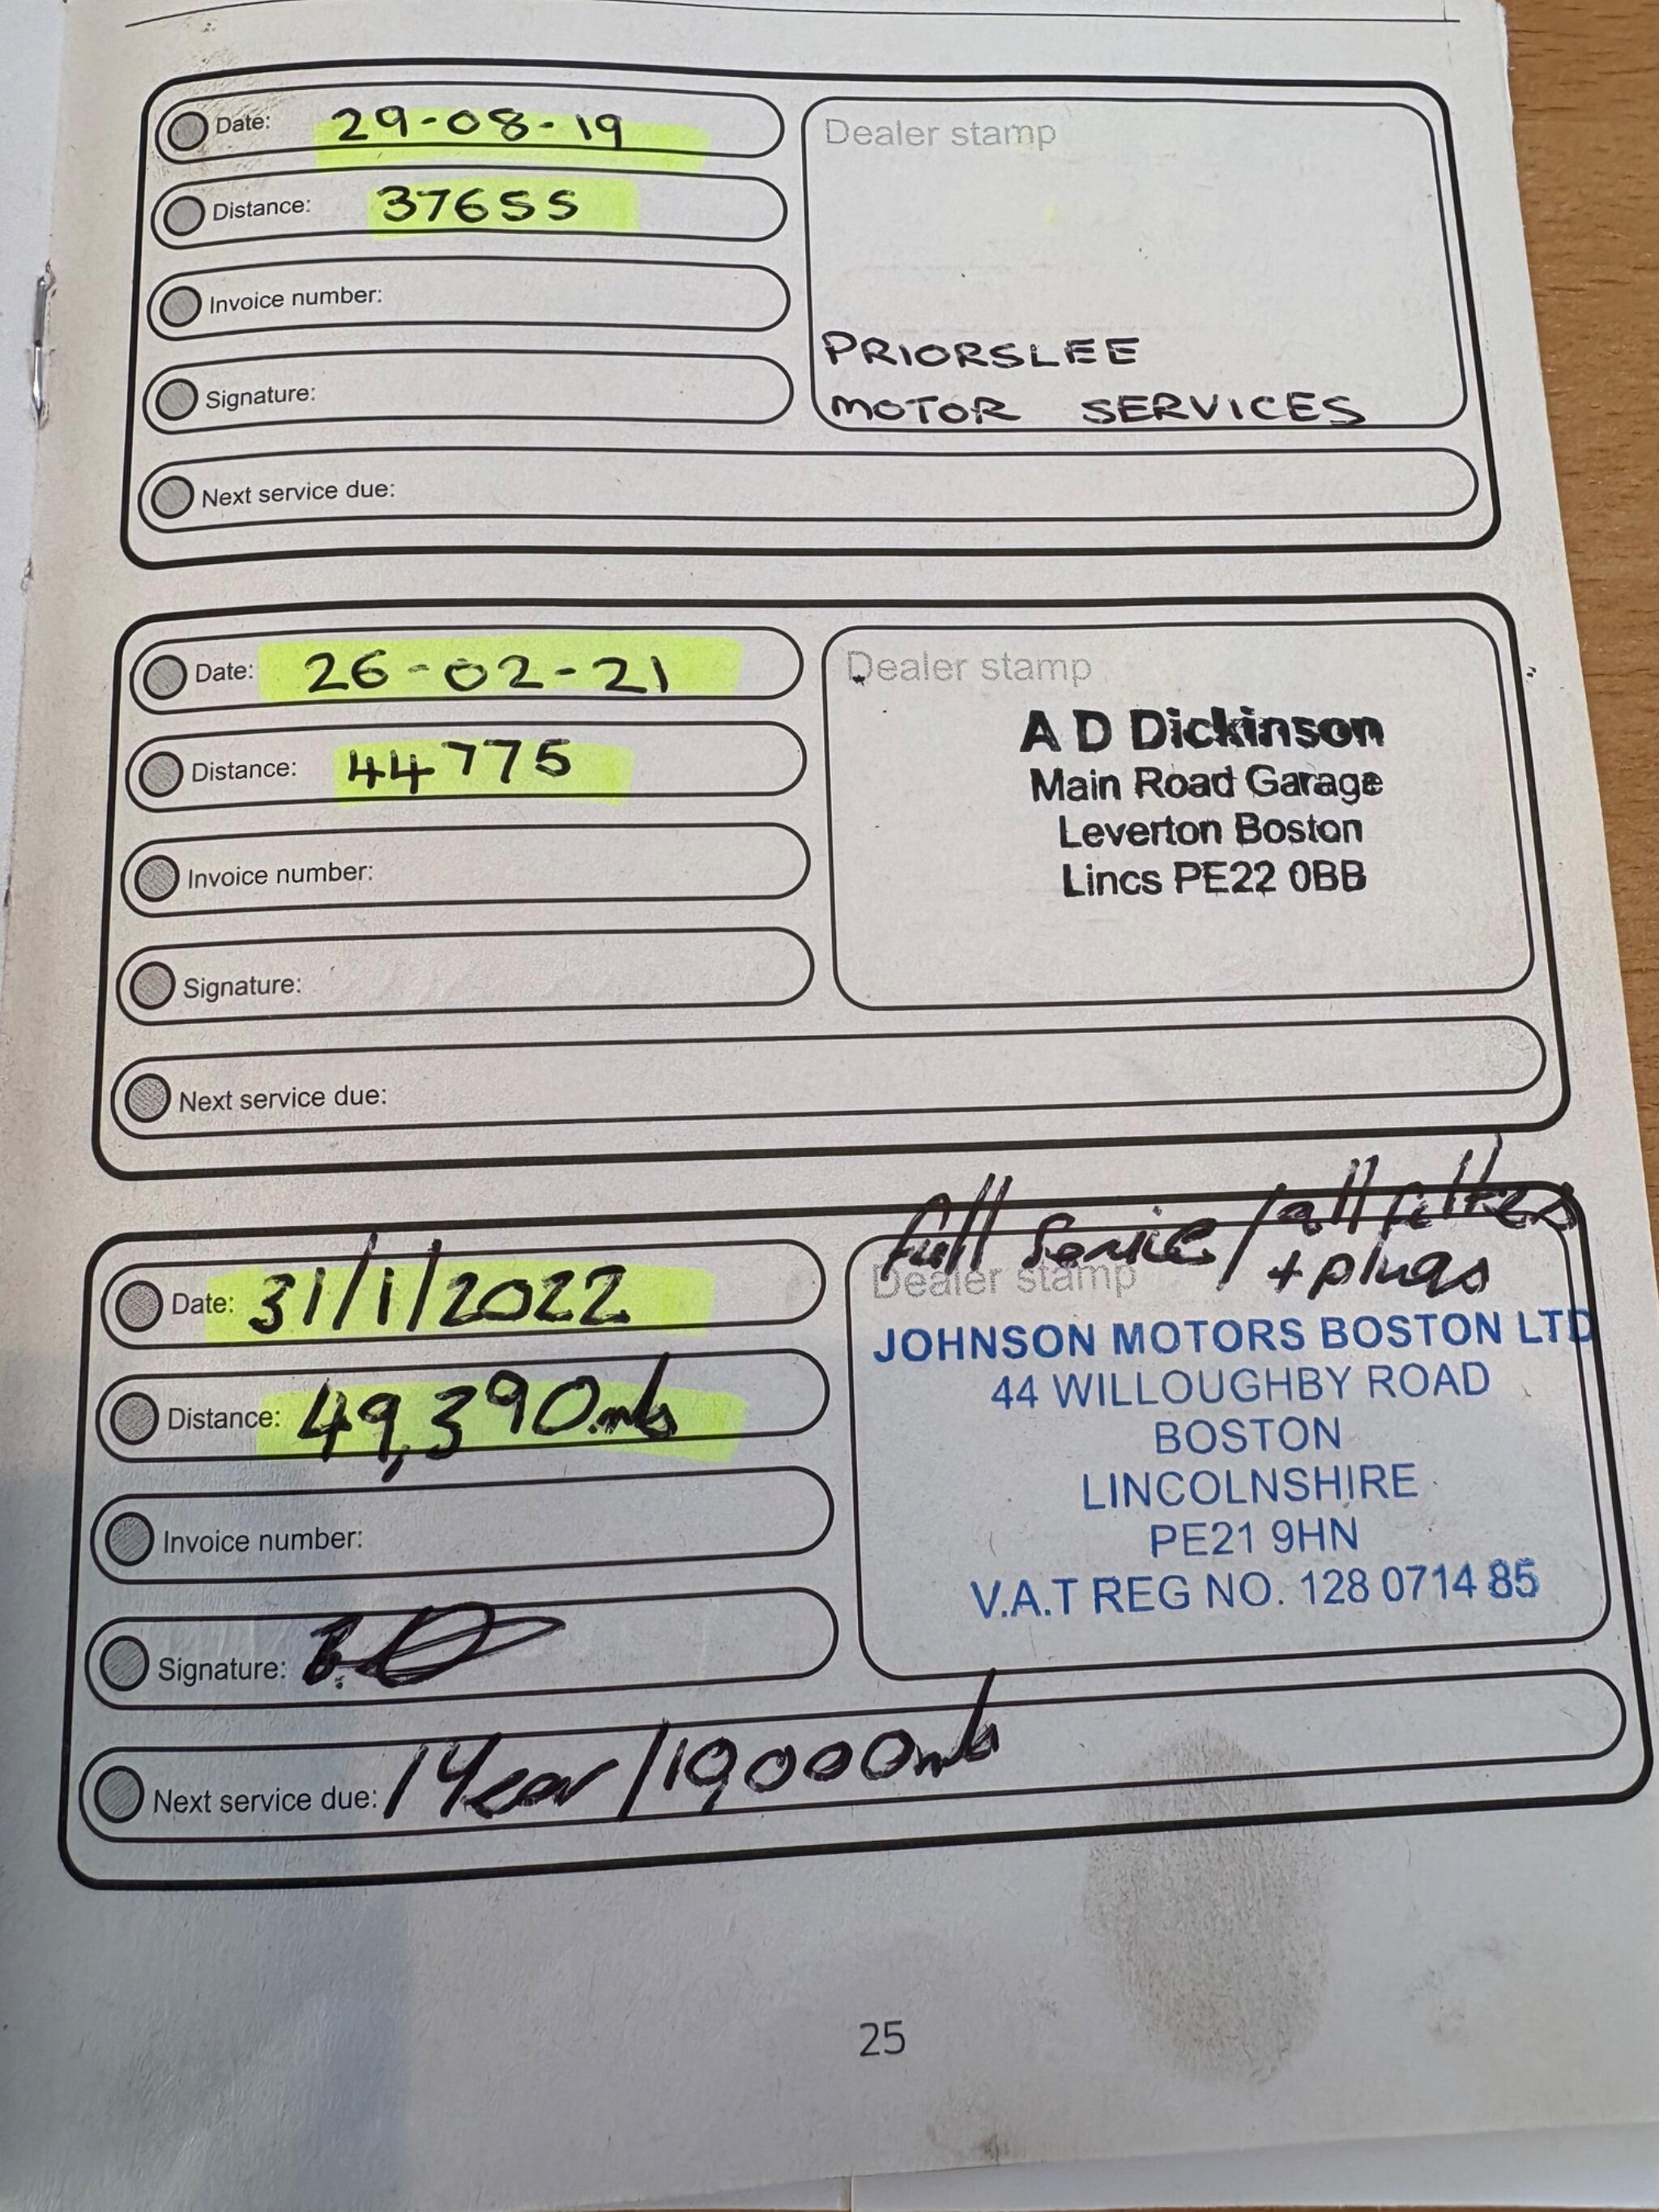 Date: 29-08-19
Distance: 37655
Invoice number:
Signature:
Dealer stamp
PRIORSLEE
MOTOR SERVICES
Next service due:
Date: 26-02-21
Distance: 44775
Invoice number:
Signature:
Dealer stamp
A D Dickinson
Main Road Garage
Leverton Boston
Lincs PE22 0BB
Next service due:
Date: 31/1/2022
Distance: 49,390mls
Invoice number:
Signature:
full Service/all filters
+ plugs
Dealer stamp
JOHNSON MOTORS BOSTON LTD
44 WILLOUGHBY ROAD
BOSTON
LINCOLNSHIRE
PE21 9HN
V.A.T REG NO. 128 0714 85
Next service due: 1 Year/10,000mls
25